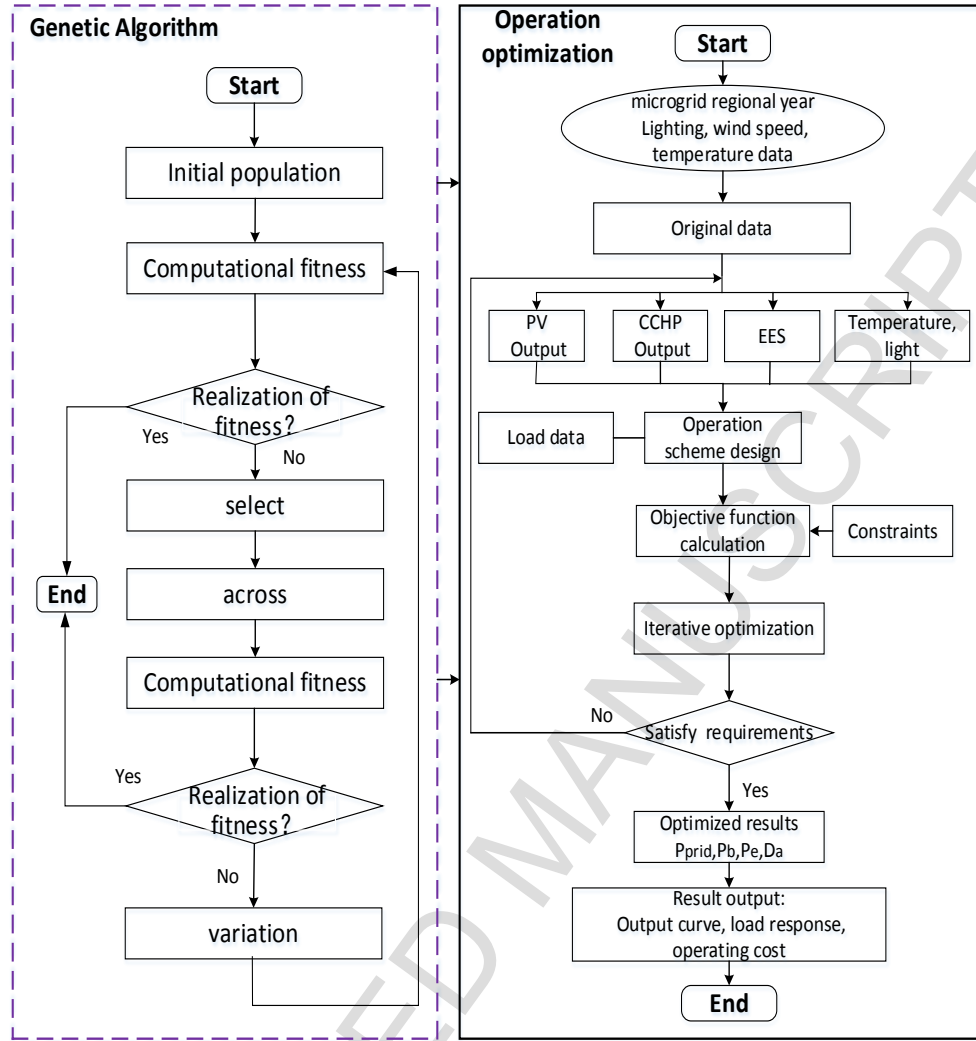 Genetic Algorithm
Start
Initial population
Computational fitness
Realization of
fitness?
Yes
No
select
across
End
Computational fitness
Yes
Realization of
fitness?
No
variation
Operation
optimization
Start
microgrid regional year
Lighting, wind speed,
temperature data
Original data
PV
Output
CCHP
Output
EES
Temperature,
light
Load data
Operation
scheme design
Objective function
calculation
Constraints
Iterative optimization
No
Satisfy requirements
Yes
Optimized results
Pprid,Pb,Pe,Da
Result output:
Output curve, load response,
operating cost
End
ED MANUSCRIPT